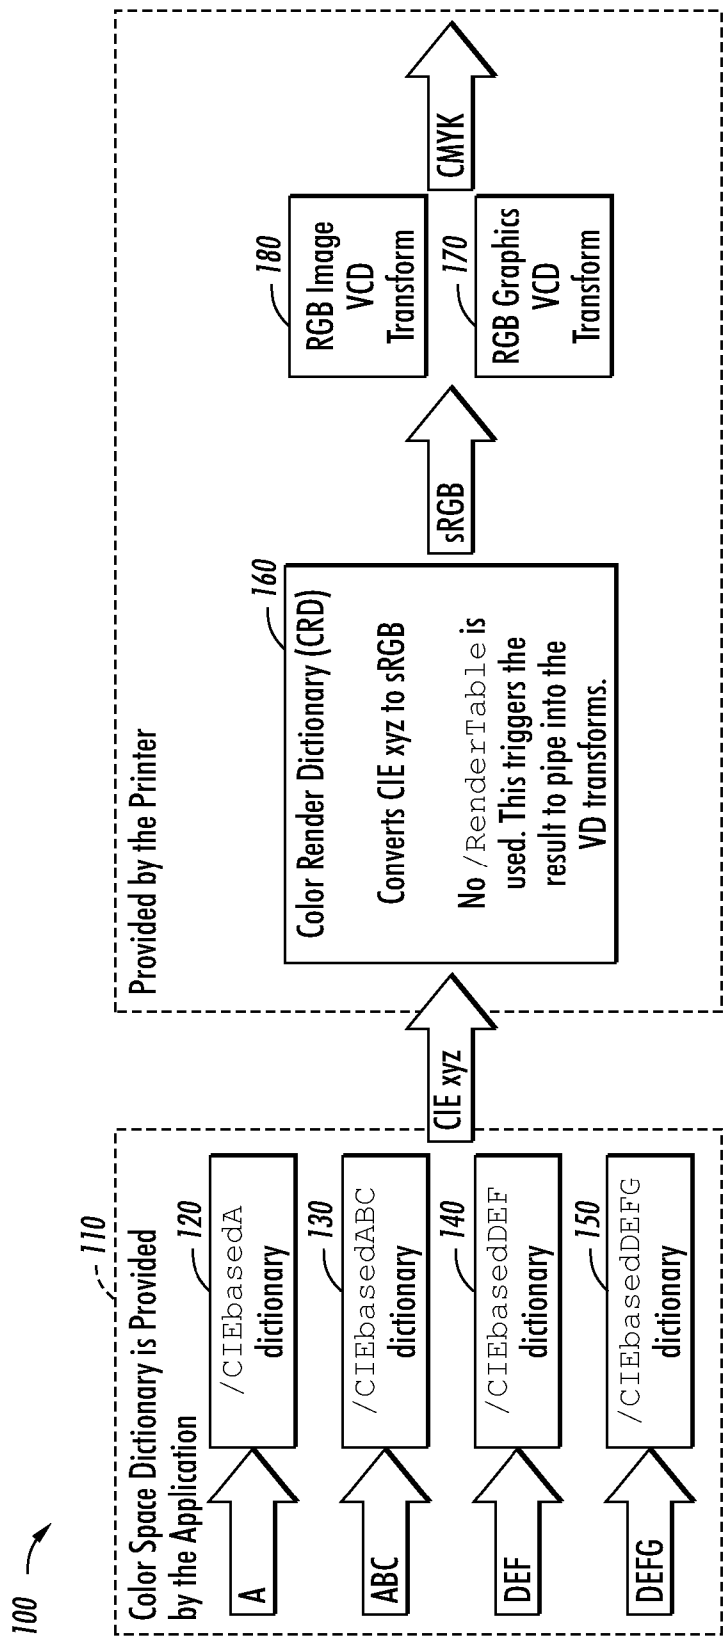 100
110
Color Space Dictionary is Provided
by the Application
A
120
/CIEbasedA
dictionary
ABC
130
/CIEbasedABC
dictionary
DEF
140
/CIEbasedDEF
dictionary
DEFG
150
/CIEbasedDEFG
dictionary
CIE xyz
Provided by the Printer
160
Color Render Dictionary (CRD)
Converts CIE xyz to sRGB
No /RenderTable is
used. This triggers the
result to pipe into the
VD transforms.
sRGB
180
RGB Image
VCD
Transform
170
RGB Graphics
VCD
Transform
CMYK